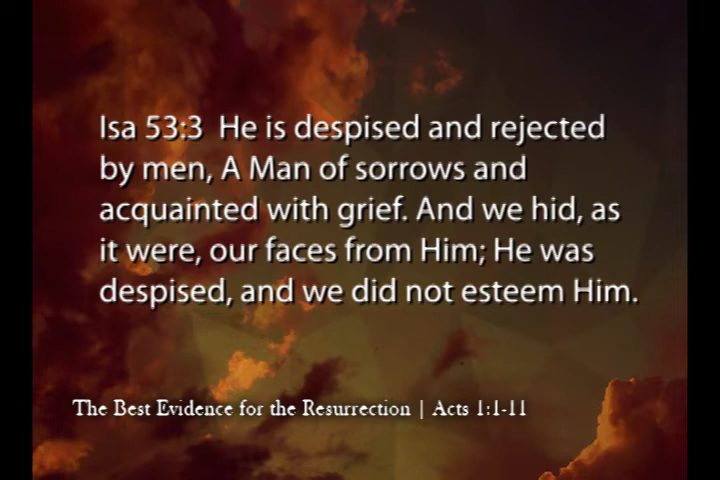 Isa 53:3 He is despised and rejected
by men, A Man of sorrows and
acquainted with grief. And we hid, as
it were, our faces from Him; He was
despised, and we did not esteem Him.
The Best Evidence for the Resurrection | Acts 1:1-11